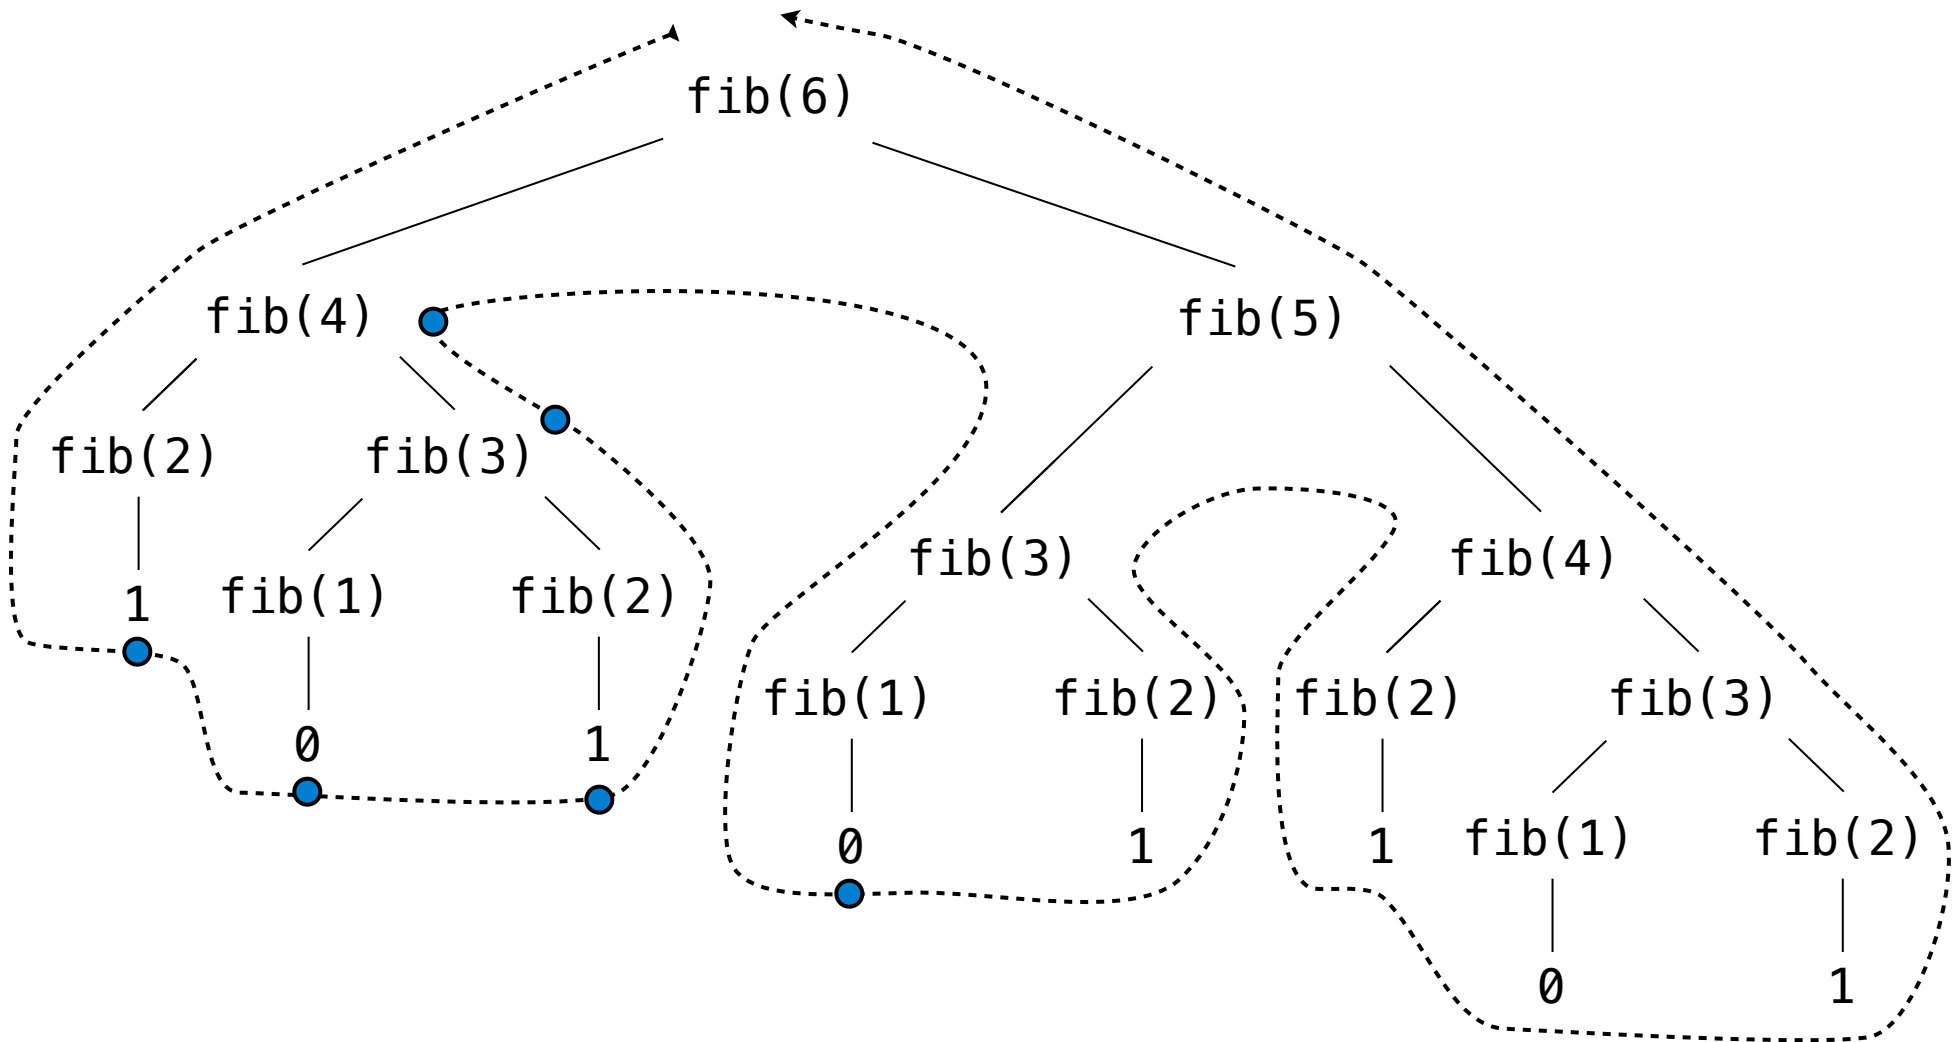 fib(6)
fib(4) fib(5)
fib(2) fib(3)
fib(3) fib(4)
1 fib(1) fib(2)
fib(1) fib(2) fib(2) fib(3)
0 1
0 1 1 fib(1) fib(2)
0 1